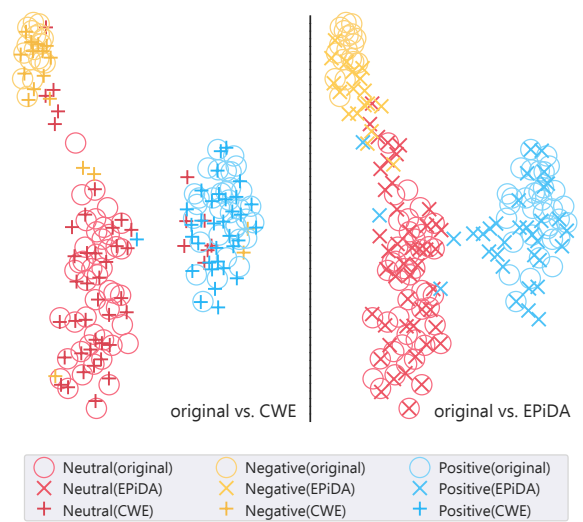 original vs. CWE
original vs. EPiDA
Neutral(original) Negative(original) Positive(original)
Neutral(EPiDA) Negative(EPiDA) Positive(EPiDA)
Neutral(CWE) Negative(CWE) Positive(CWE)